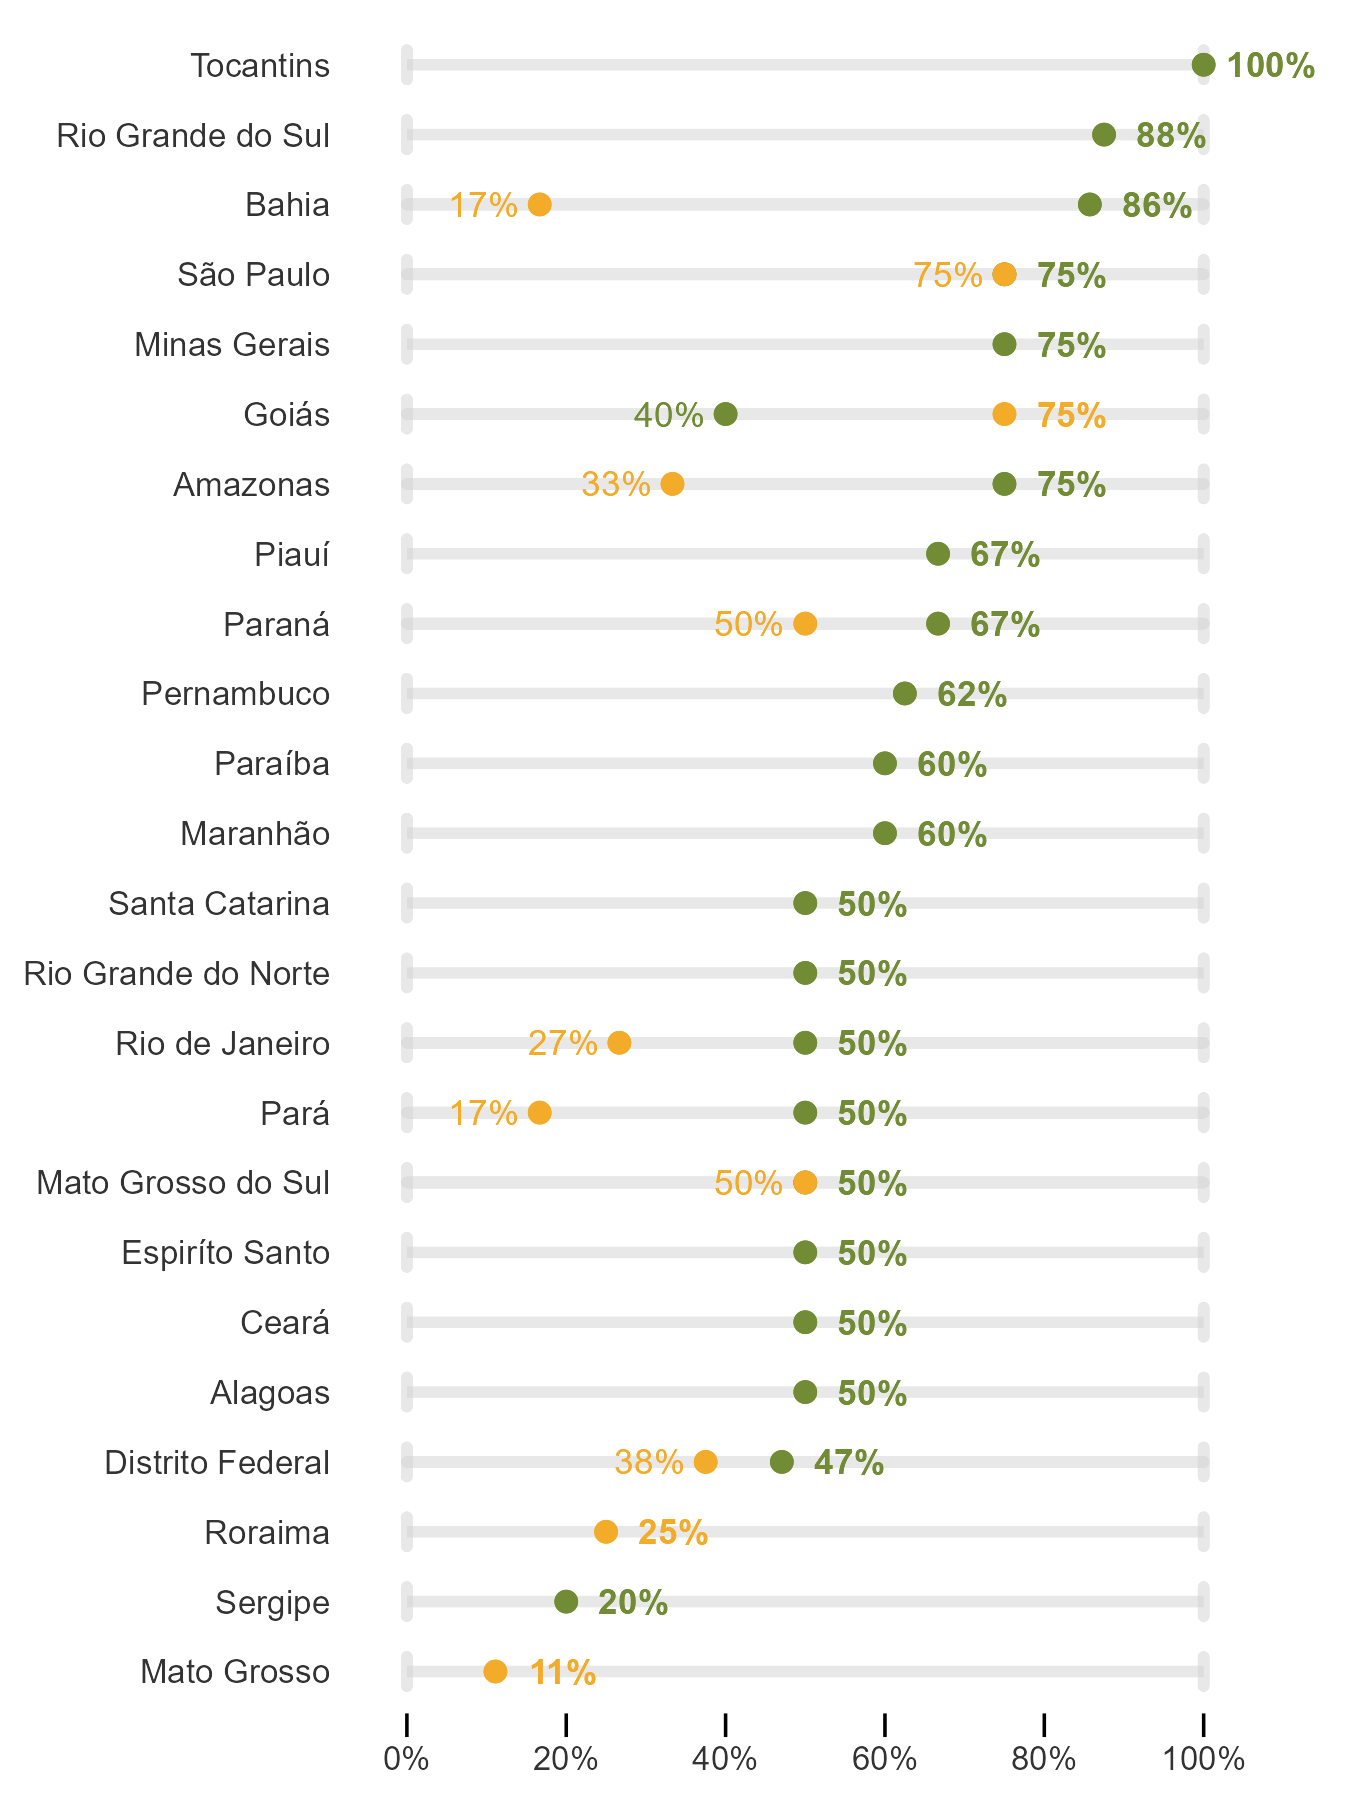 Tocantins 100%
Rio Grande do Sul 88%
Bahia 17% 86%
São Paulo 75% 75%
Minas Gerais 75%
Goiás 40% 75%
Amazonas 33% 75%
Piauí 67%
Paraná 50% 67%
Pernambuco 62%
Paraíba 60%
Maranhão 60%
Santa Catarina 50%
Rio Grande do Norte 50%
Rio de Janeiro 27% 50%
Pará 17% 50%
Mato Grosso do Sul 50% 50%
Espiríto Santo 50%
Ceará 50%
Alagoas 50%
Distrito Federal 38% 47%
Roraima 25%
Sergipe 20%
Mato Grosso 11%
0% 20% 40% 60% 80% 100%